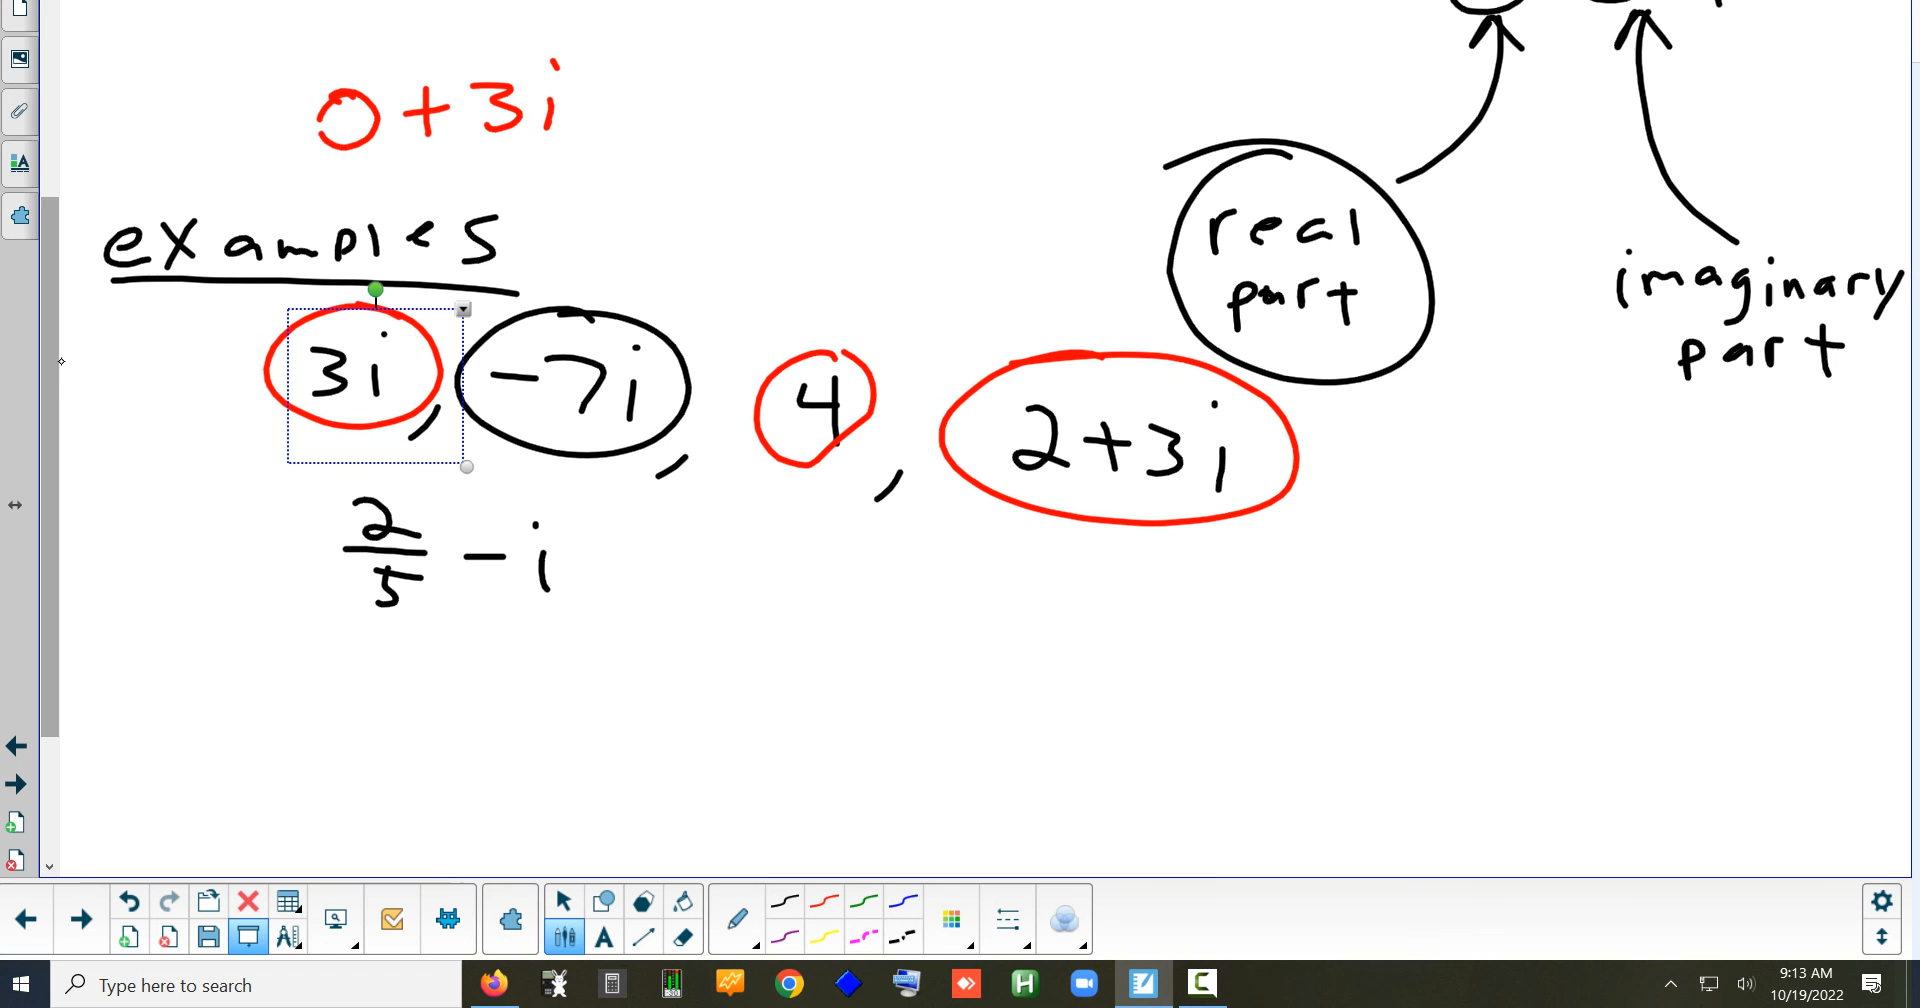 0 + 3i
examples
real
part
imaginary
part
3i, -7i, 4, 2+3i
2/5 - i
A
Type here to search
H
C
9:13 AM
10/19/2022